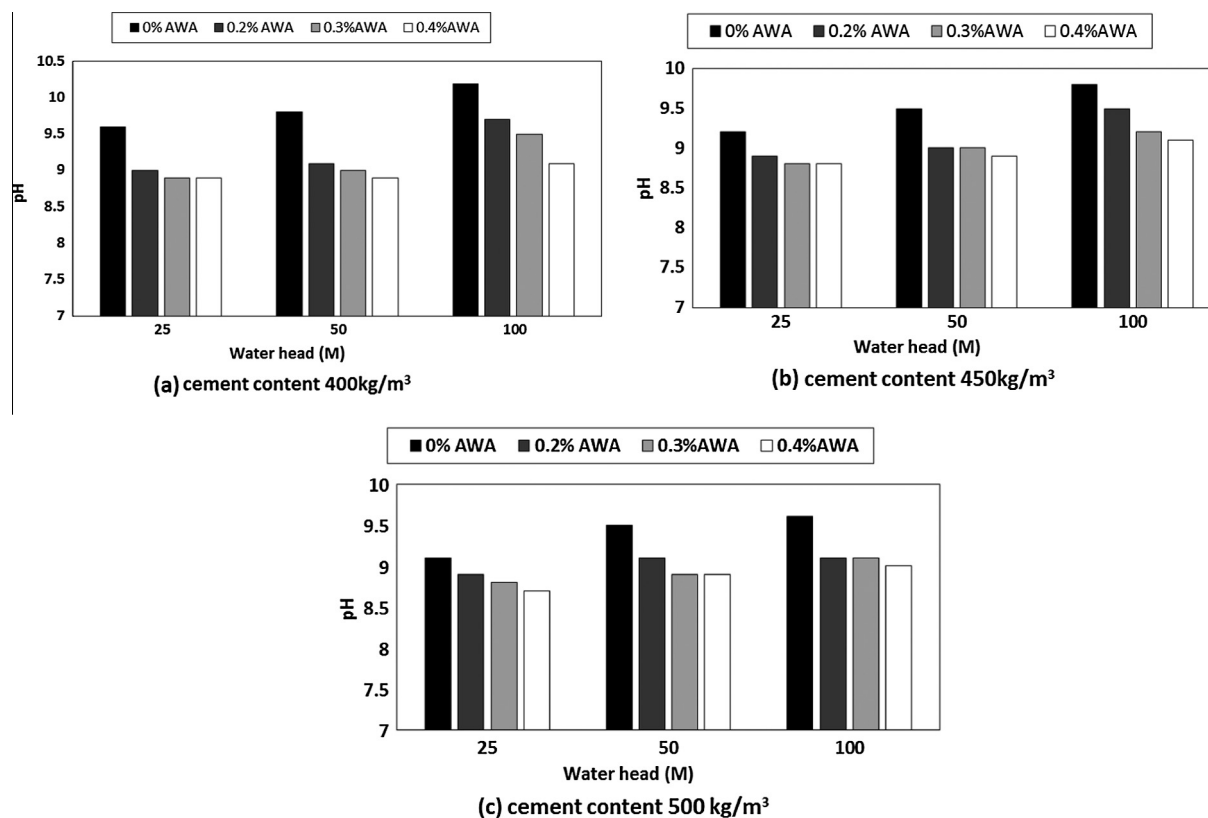 0% AWA 0.2% AWA 0.3%AWA 0.4%AWA
10.5
10
9.5
9
8.5
8
7.5
7
pH
25 50 100
Water head (M)
(a) cement content 400kg/m³
0% AWA 0.2% AWA 0.3%AWA 0.4%AWA
10
9.5
9
8.5
8
7.5
7
pH
25 50 100
Water head (M)
(b) cement content 450kg/m³
0% AWA 0.2% AWA 0.3%AWA 0.4%AWA
10
9.5
9
8.5
8
7.5
7
pH
25 50 100
Water head (M)
(c) cement content 500 kg/m³